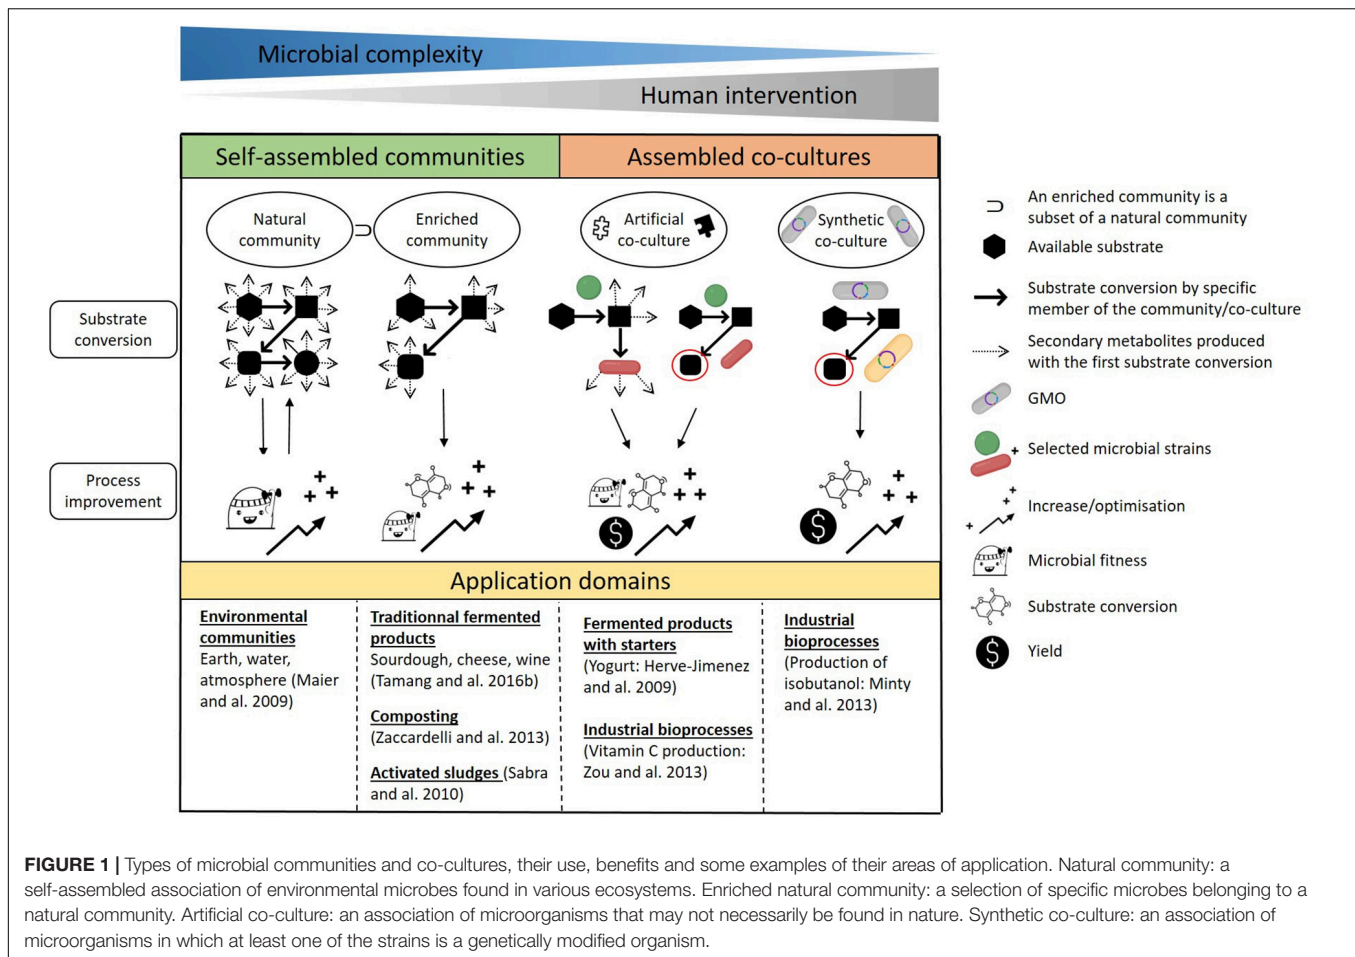 Microbial complexity
Human intervention
Self-assembled communities
Assembled co-cultures
Natural
community
⊃
Enriched
community
Artificial
co-culture
Synthetic
co-culture
Substrate
conversion
Process
improvement
$
$
Application domains
Environmental
communities
Earth, water,
atmosphere (Maier
and al. 2009)
Traditionnal fermented
products
Sourdough, cheese, wine
(Tamang et al. 2016b)
Composting
(Zaccardelli and al. 2013)
Activated sludges (Sabra
and al. 2010)
Fermented products
with starters
(Yogurt: Herve-Jimenez
and al. 2009)
Industrial bioprocesses
(Vitamin C production:
Zou and al. 2013)
Industrial
bioprocesses
(Production of
isobutanol: Minty
and al. 2013)
⊃ An enriched community is a
subset of a natural community
Available substrate
Substrate conversion by specific
member of the community/co-culture
Secondary metabolites produced
with the first substrate conversion
GMO
Selected microbial strains
Increase/optimisation
Microbial fitness
Substrate conversion
$ Yield
FIGURE 1 | Types of microbial communities and co-cultures, their use, benefits and some examples of their areas of application. Natural community: a
self-assembled association of environmental microbes found in various ecosystems. Enriched natural community: a selection of specific microbes belonging to a
natural community. Artificial co-culture: an association of microorganisms that may not necessarily be found in nature. Synthetic co-culture: an association of
microorganisms in which at least one of the strains is a genetically modified organism.